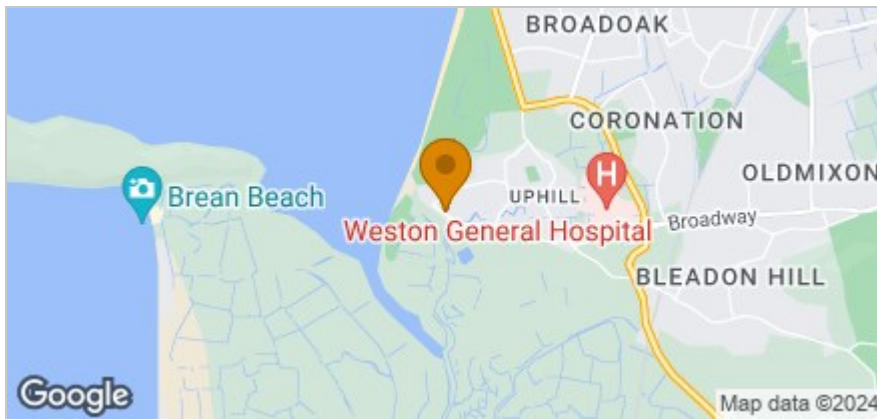 BROADOAK
CORONATION
OLDMIXON
Brean Beach
UPHILL
H
Weston General Hospital
Broadway
BLEADON HILL
Google
Map data ©2024